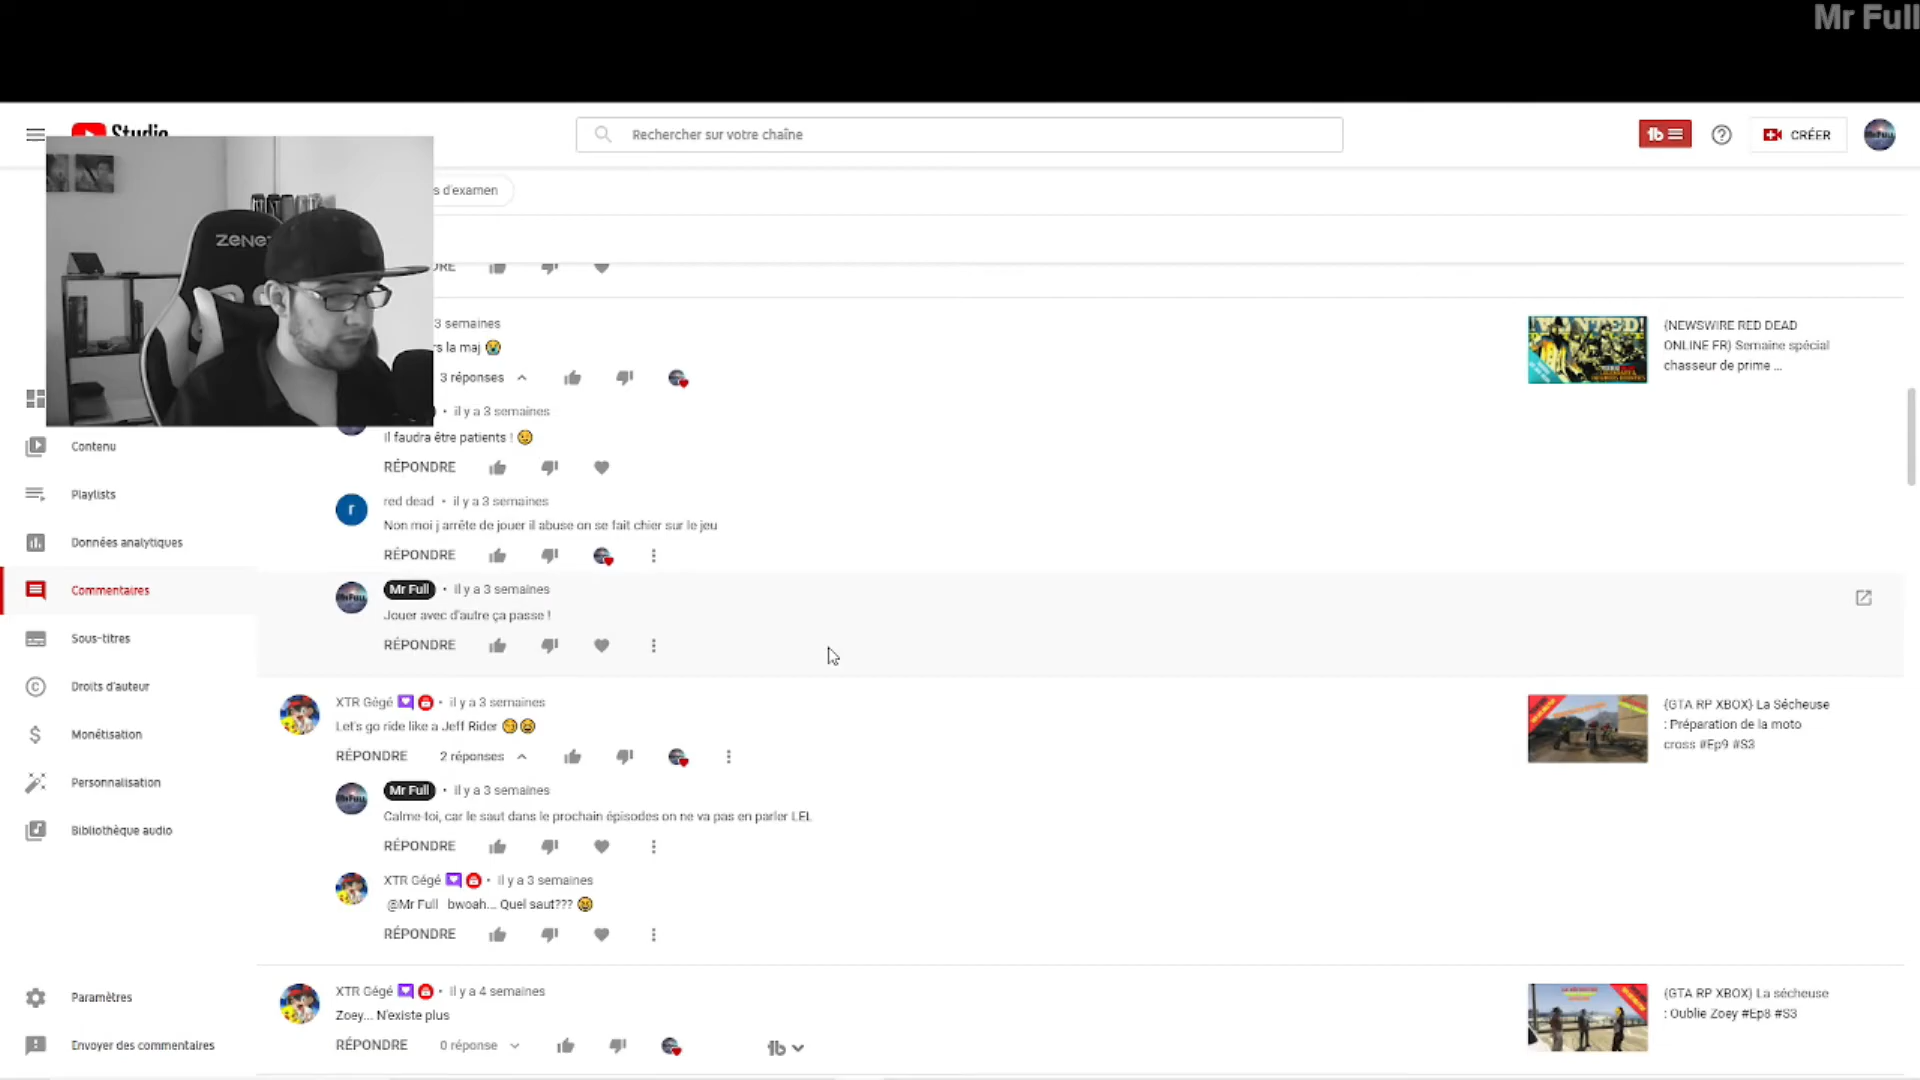 Mr Full
Studio
Rechercher sur votre chaîne
CRÉER
s d'examen
ZENE
3 semaines
rs la maj 😭
3 réponses
il y a 3 semaines
Il faudra être patients ! 😉
RÉPONDRE
red dead • il y a 3 semaines
Non moi j arrête de jouer il abuse on se fait chier sur le jeu
RÉPONDRE
Mr Full • il y a 3 semaines
Jouer avec d'autre ça passe !
RÉPONDRE
(NEWSWIRE RED DEAD
ONLINE FR) Semaine spécial
chasseur de prime ...
XTR Gégé • il y a 3 semaines
Let's go ride like a Jeff Rider
RÉPONDRE 2 réponses
Mr Full • il y a 3 semaines
Calme-toi, car le saut dans le prochain épisodes on ne va pas en parler LEL
RÉPONDRE
XTR Gégé • il y a 3 semaines
@Mr Full bwoah... Quel saut???
RÉPONDRE
(GTA RP XBOX) La Sécheuse
: Préparation de la moto
cross #Ep9 #S3
XTR Gégé • il y a 4 semaines
Zoey... N'existe plus
RÉPONDRE 0 réponse
(GTA RP XBOX) La sécheuse
: Oublie Zoey #Ep8 #S3
Contenu
Playlists
Données analytiques
Commentaires
Sous-titres
Droits d'auteur
Monétisation
Personnalisation
Bibliothèque audio
Paramètres
Envoyer des commentaires